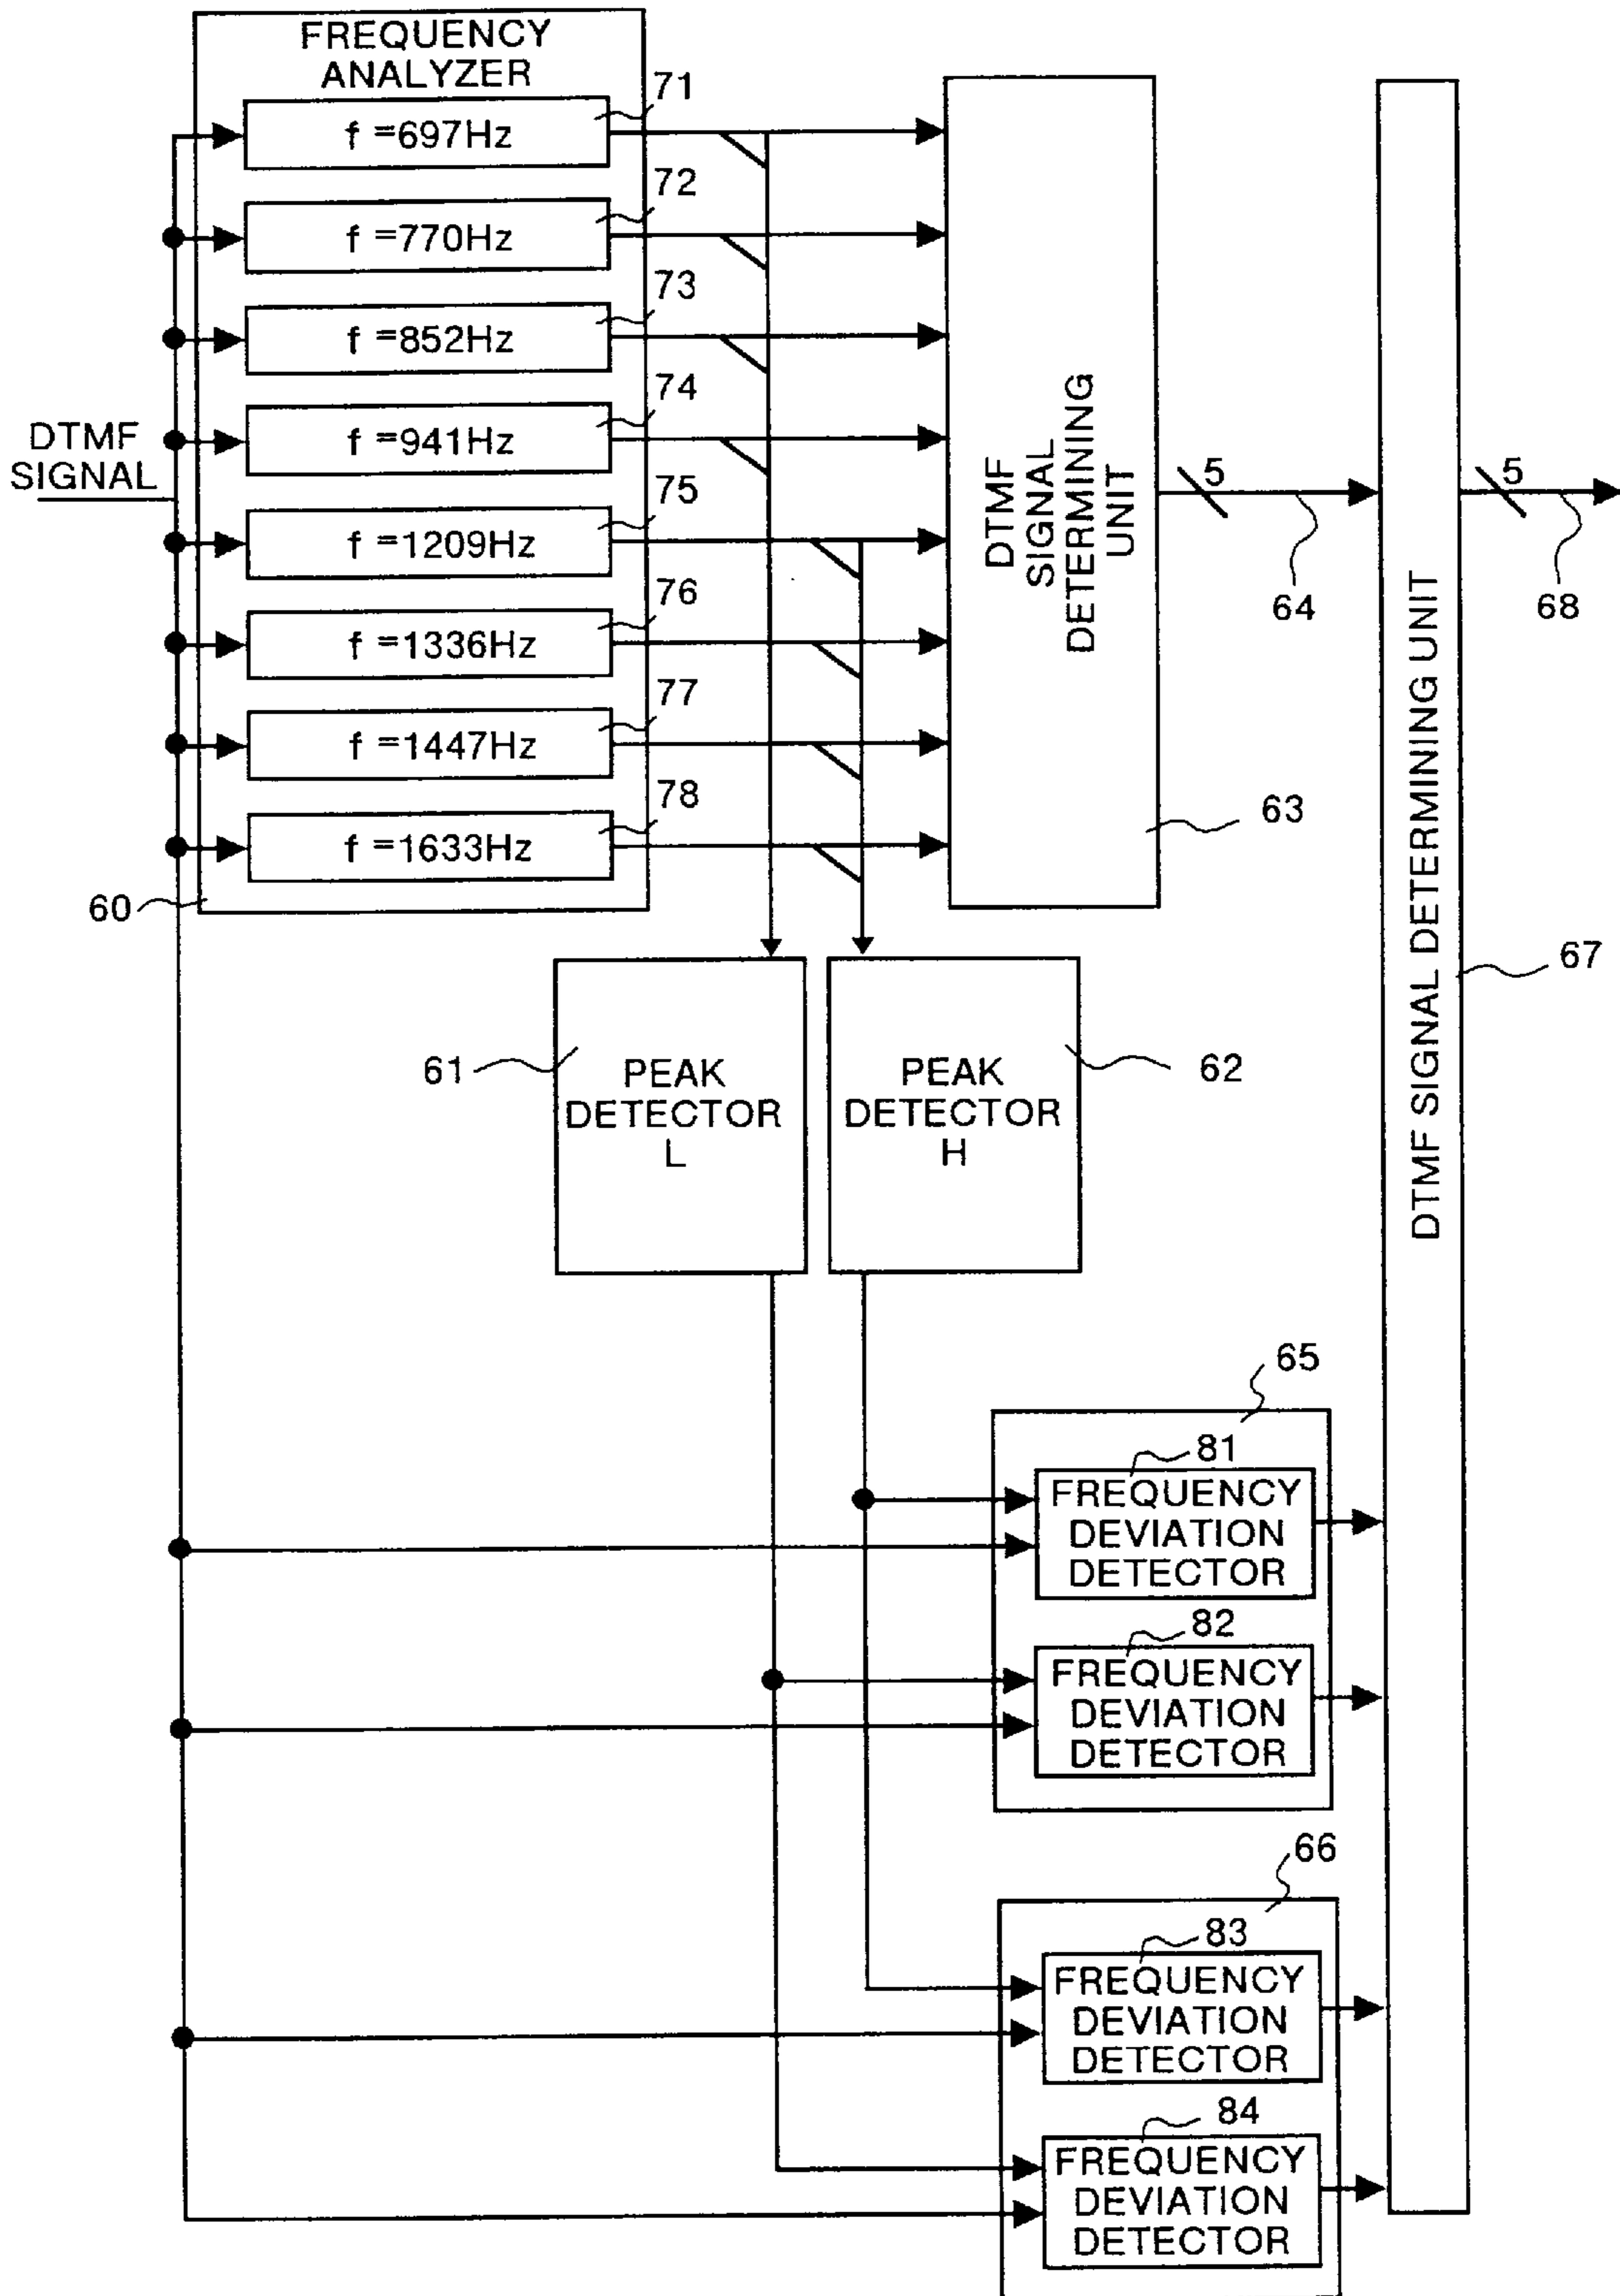 FREQUENCY
ANALYZER
71
f =697Hz
72
f =770Hz
73
f =852Hz
74
f =941Hz
DTMF
SIGNAL
75
f =1209Hz
76
f =1336Hz
77
f =1447Hz
78
f =1633Hz
60
DTMF
SIGNAL
DETERMINING
UNIT
63
5
64
5
68
DTMF SIGNAL DETERMINING UNIT
67
61
PEAK
DETECTOR
L
PEAK
DETECTOR
H
62
65
81
FREQUENCY
DEVIATION
DETECTOR
82
FREQUENCY
DEVIATION
DETECTOR
66
83
FREQUENCY
DEVIATION
DETECTOR
84
FREQUENCY
DEVIATION
DETECTOR